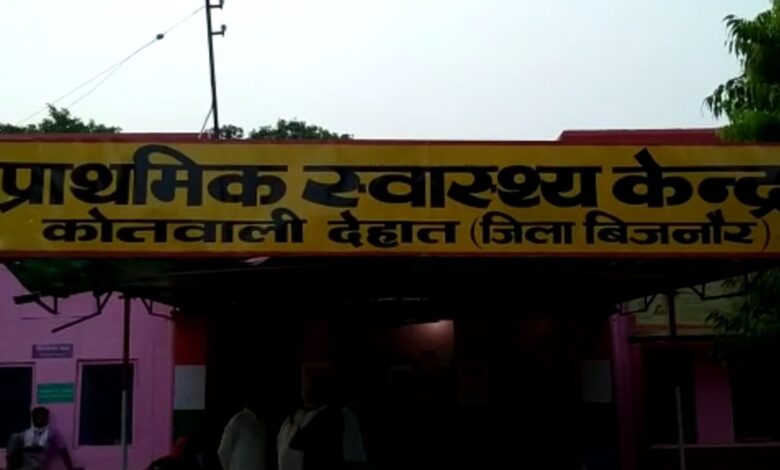 प्राथमिक स्वास्थ्य केन्द्र
कोतवाली देहात (जिला बिजनौर)